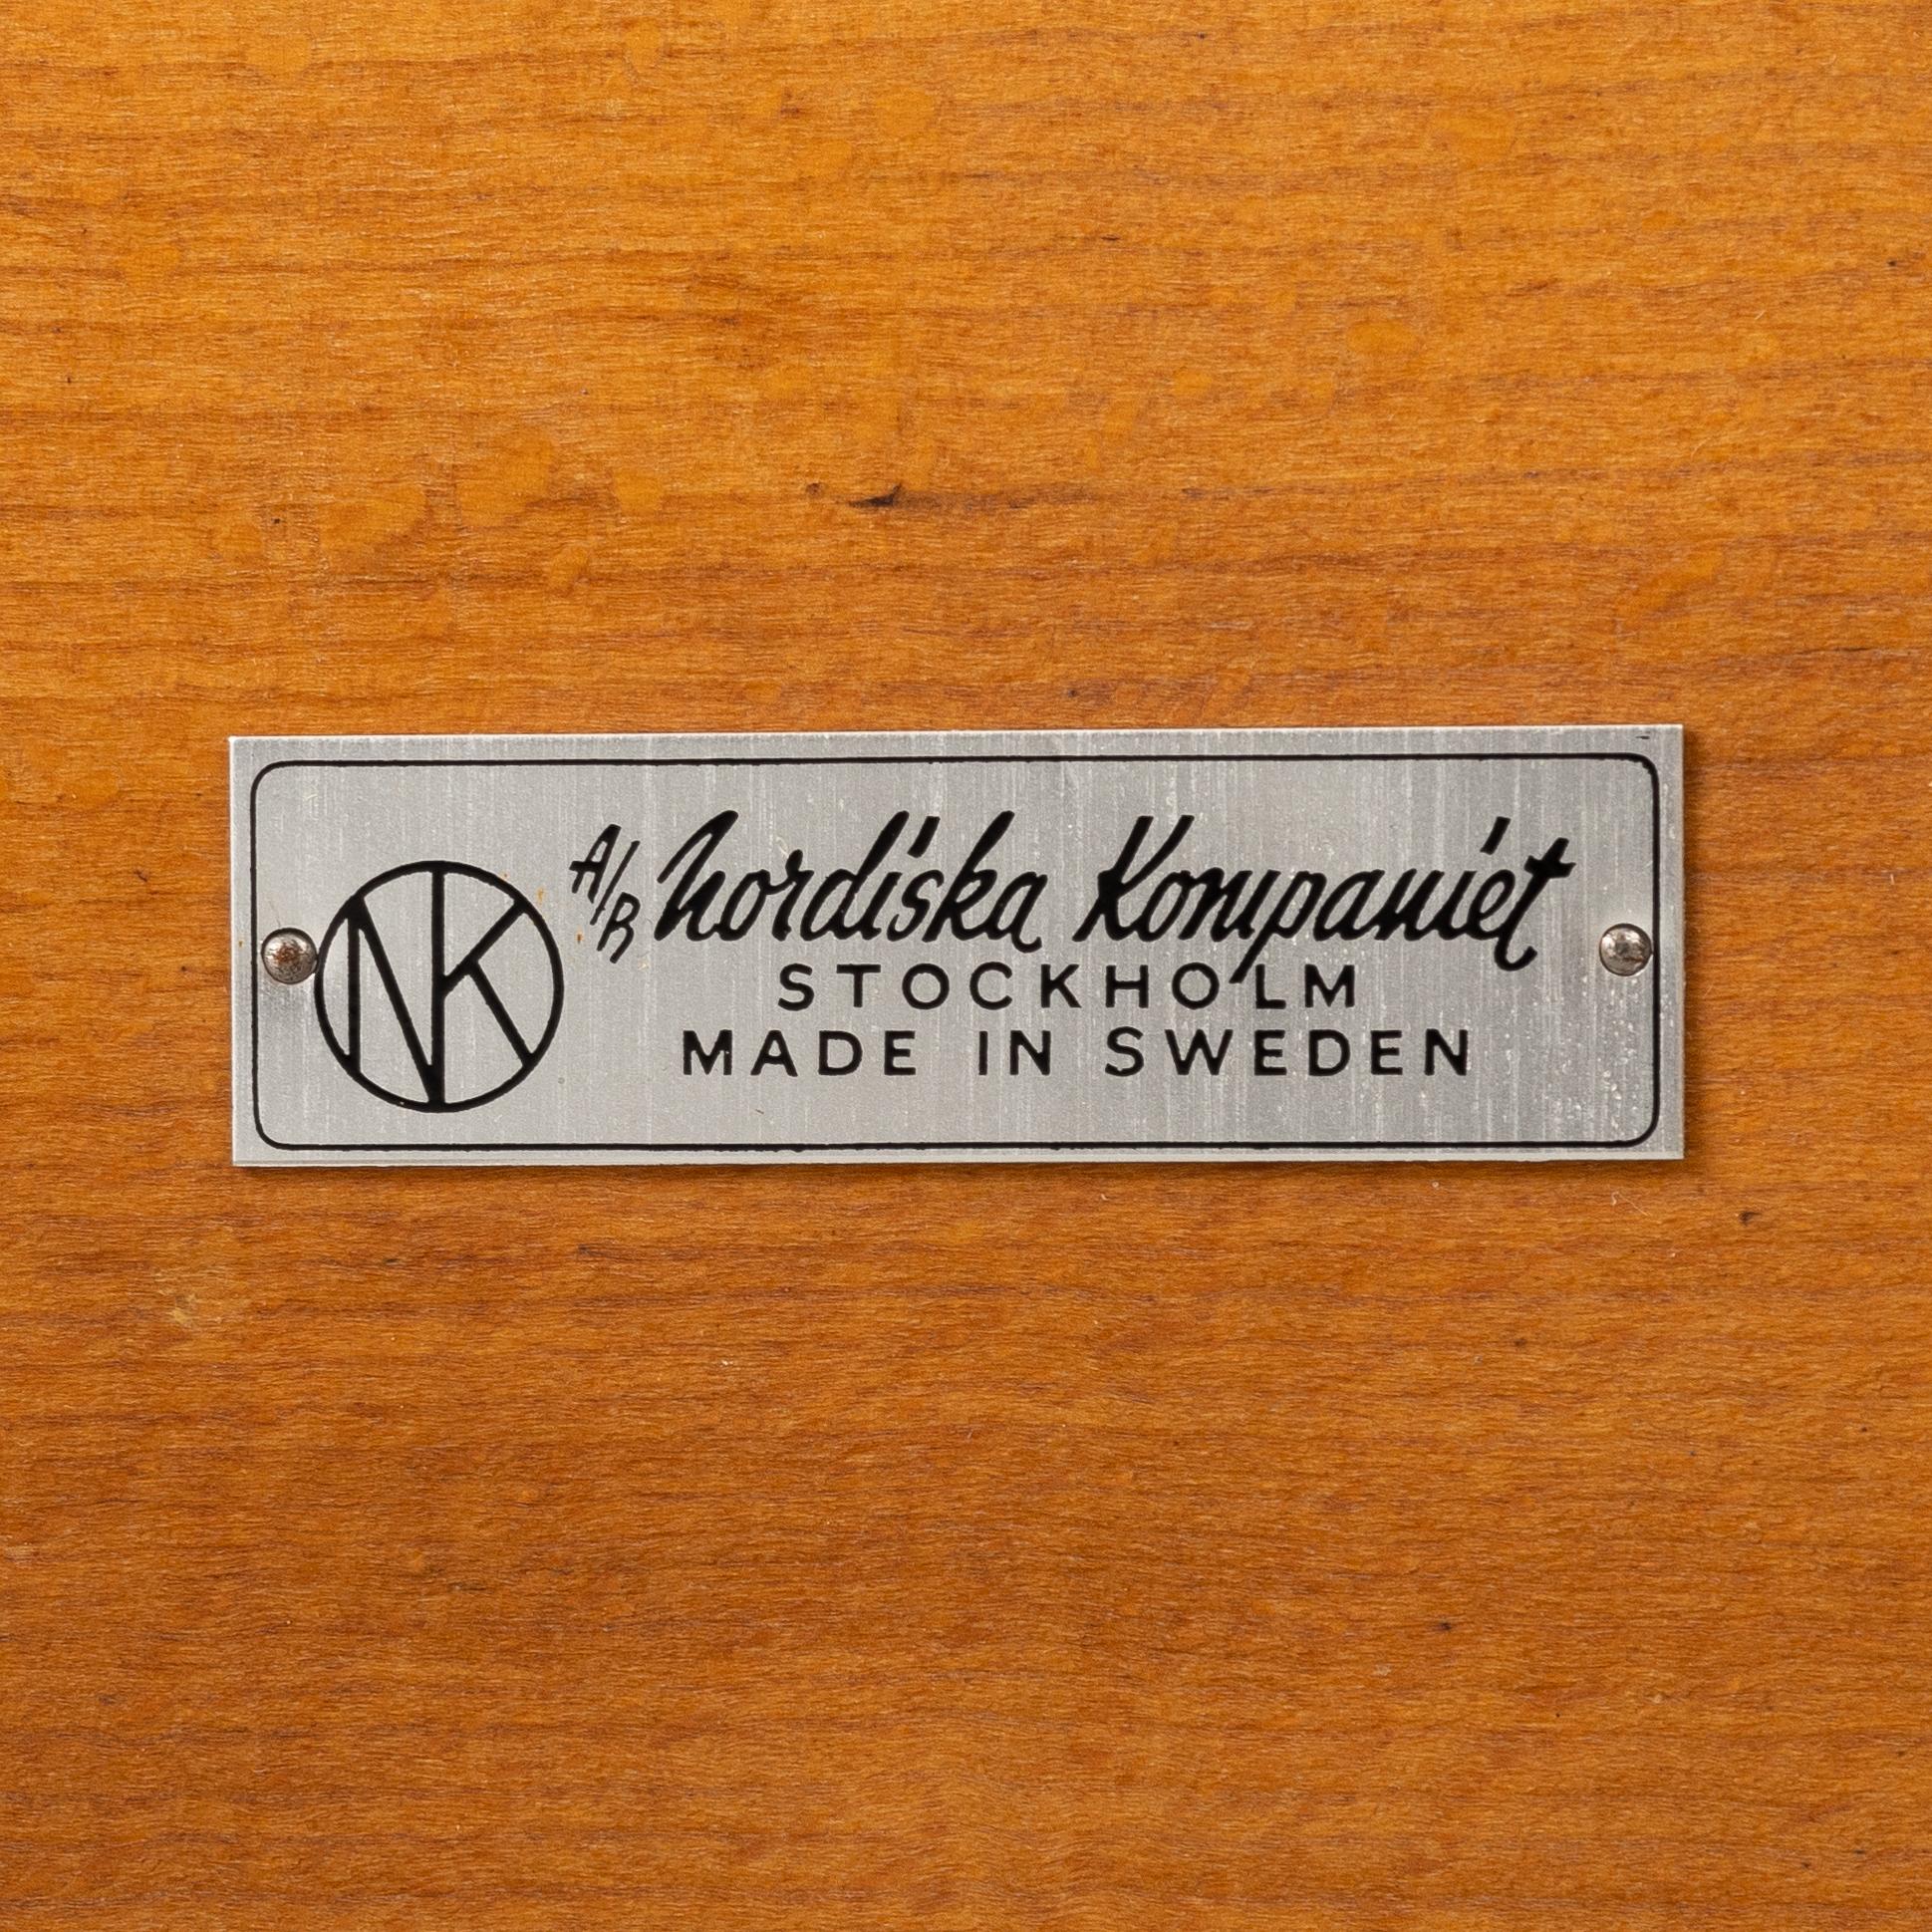 NK
A/B Nordiska Kompaniet
STOCKHOLM
MADE IN SWEDEN